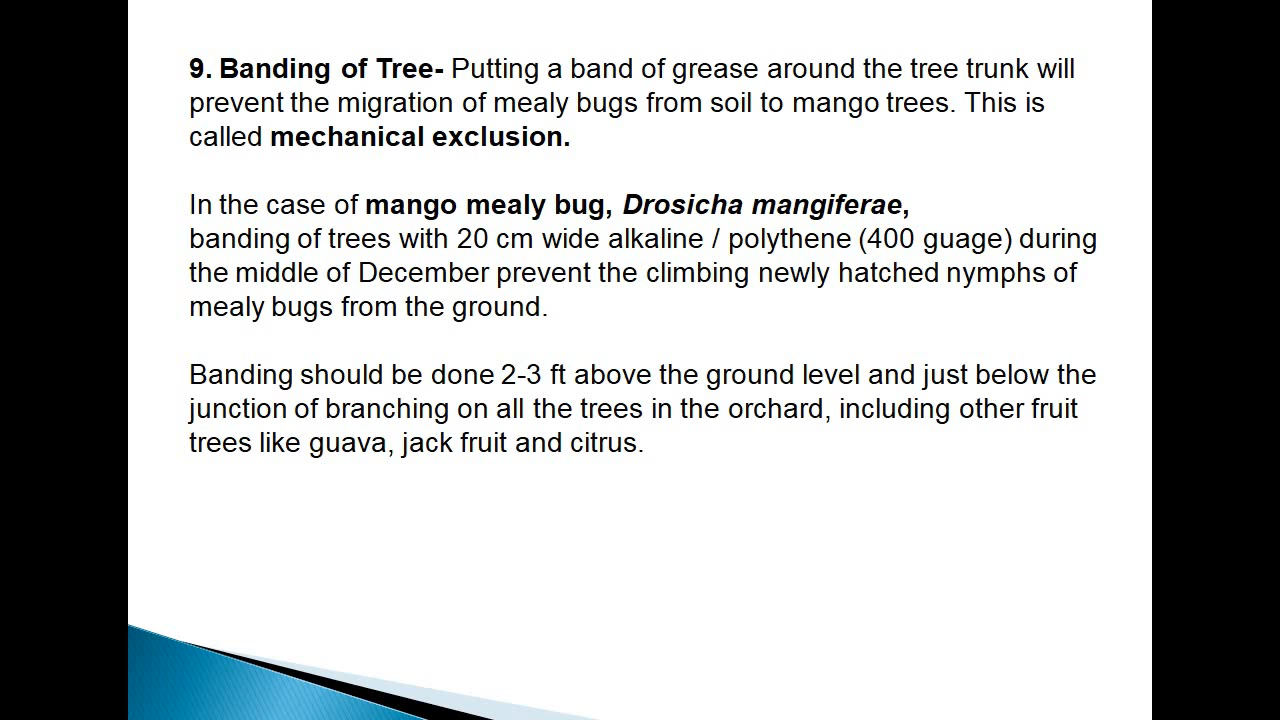 9. Banding of Tree- Putting a band of grease around the tree trunk will
prevent the migration of mealy bugs from soil to mango trees. This is
called mechanical exclusion.
In the case of mango mealy bug, Drosicha mangiferae,
banding of trees with 20 cm wide alkaline / polythene (400 guage) during
the middle of December prevent the climbing newly hatched nymphs of
mealy bugs from the ground.
Banding should be done 2-3 ft above the ground level and just below the
junction of branching on all the trees in the orchard, including other fruit
trees like guava, jack fruit and citrus.